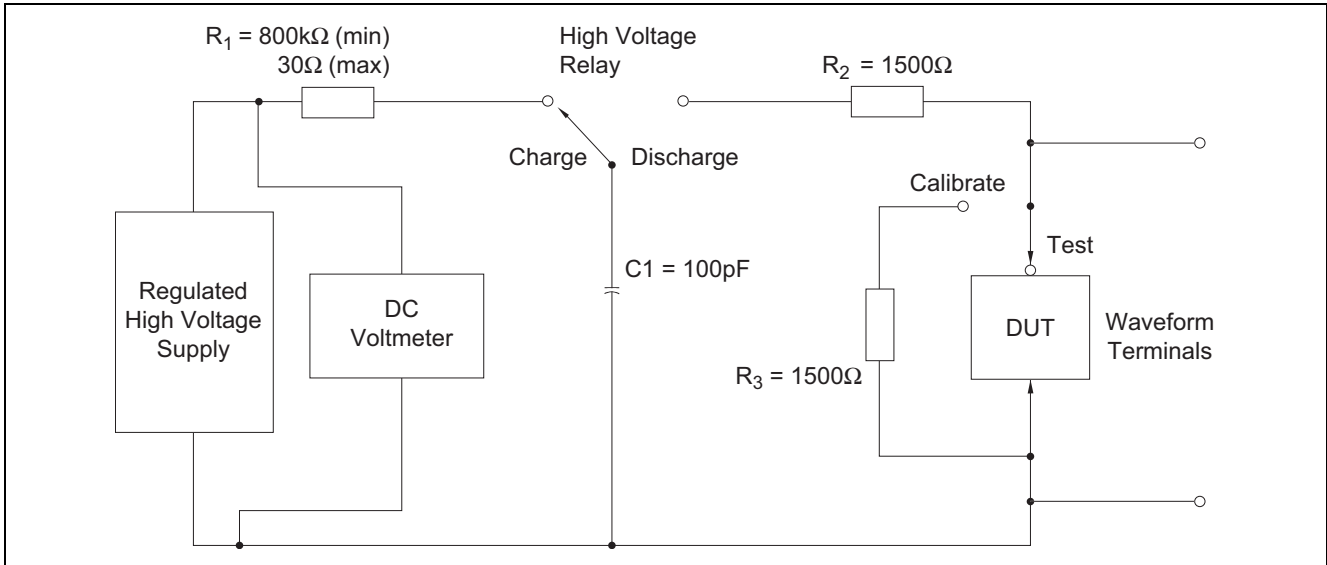 R1 = 800kΩ (min)
30Ω (max)
High Voltage
Relay
R2 = 1500Ω
Charge
Discharge
Calibrate
Test
C1 = 100pF
Regulated
High Voltage
Supply
DC
Voltmeter
DUT
Waveform
Terminals
R3 = 1500Ω